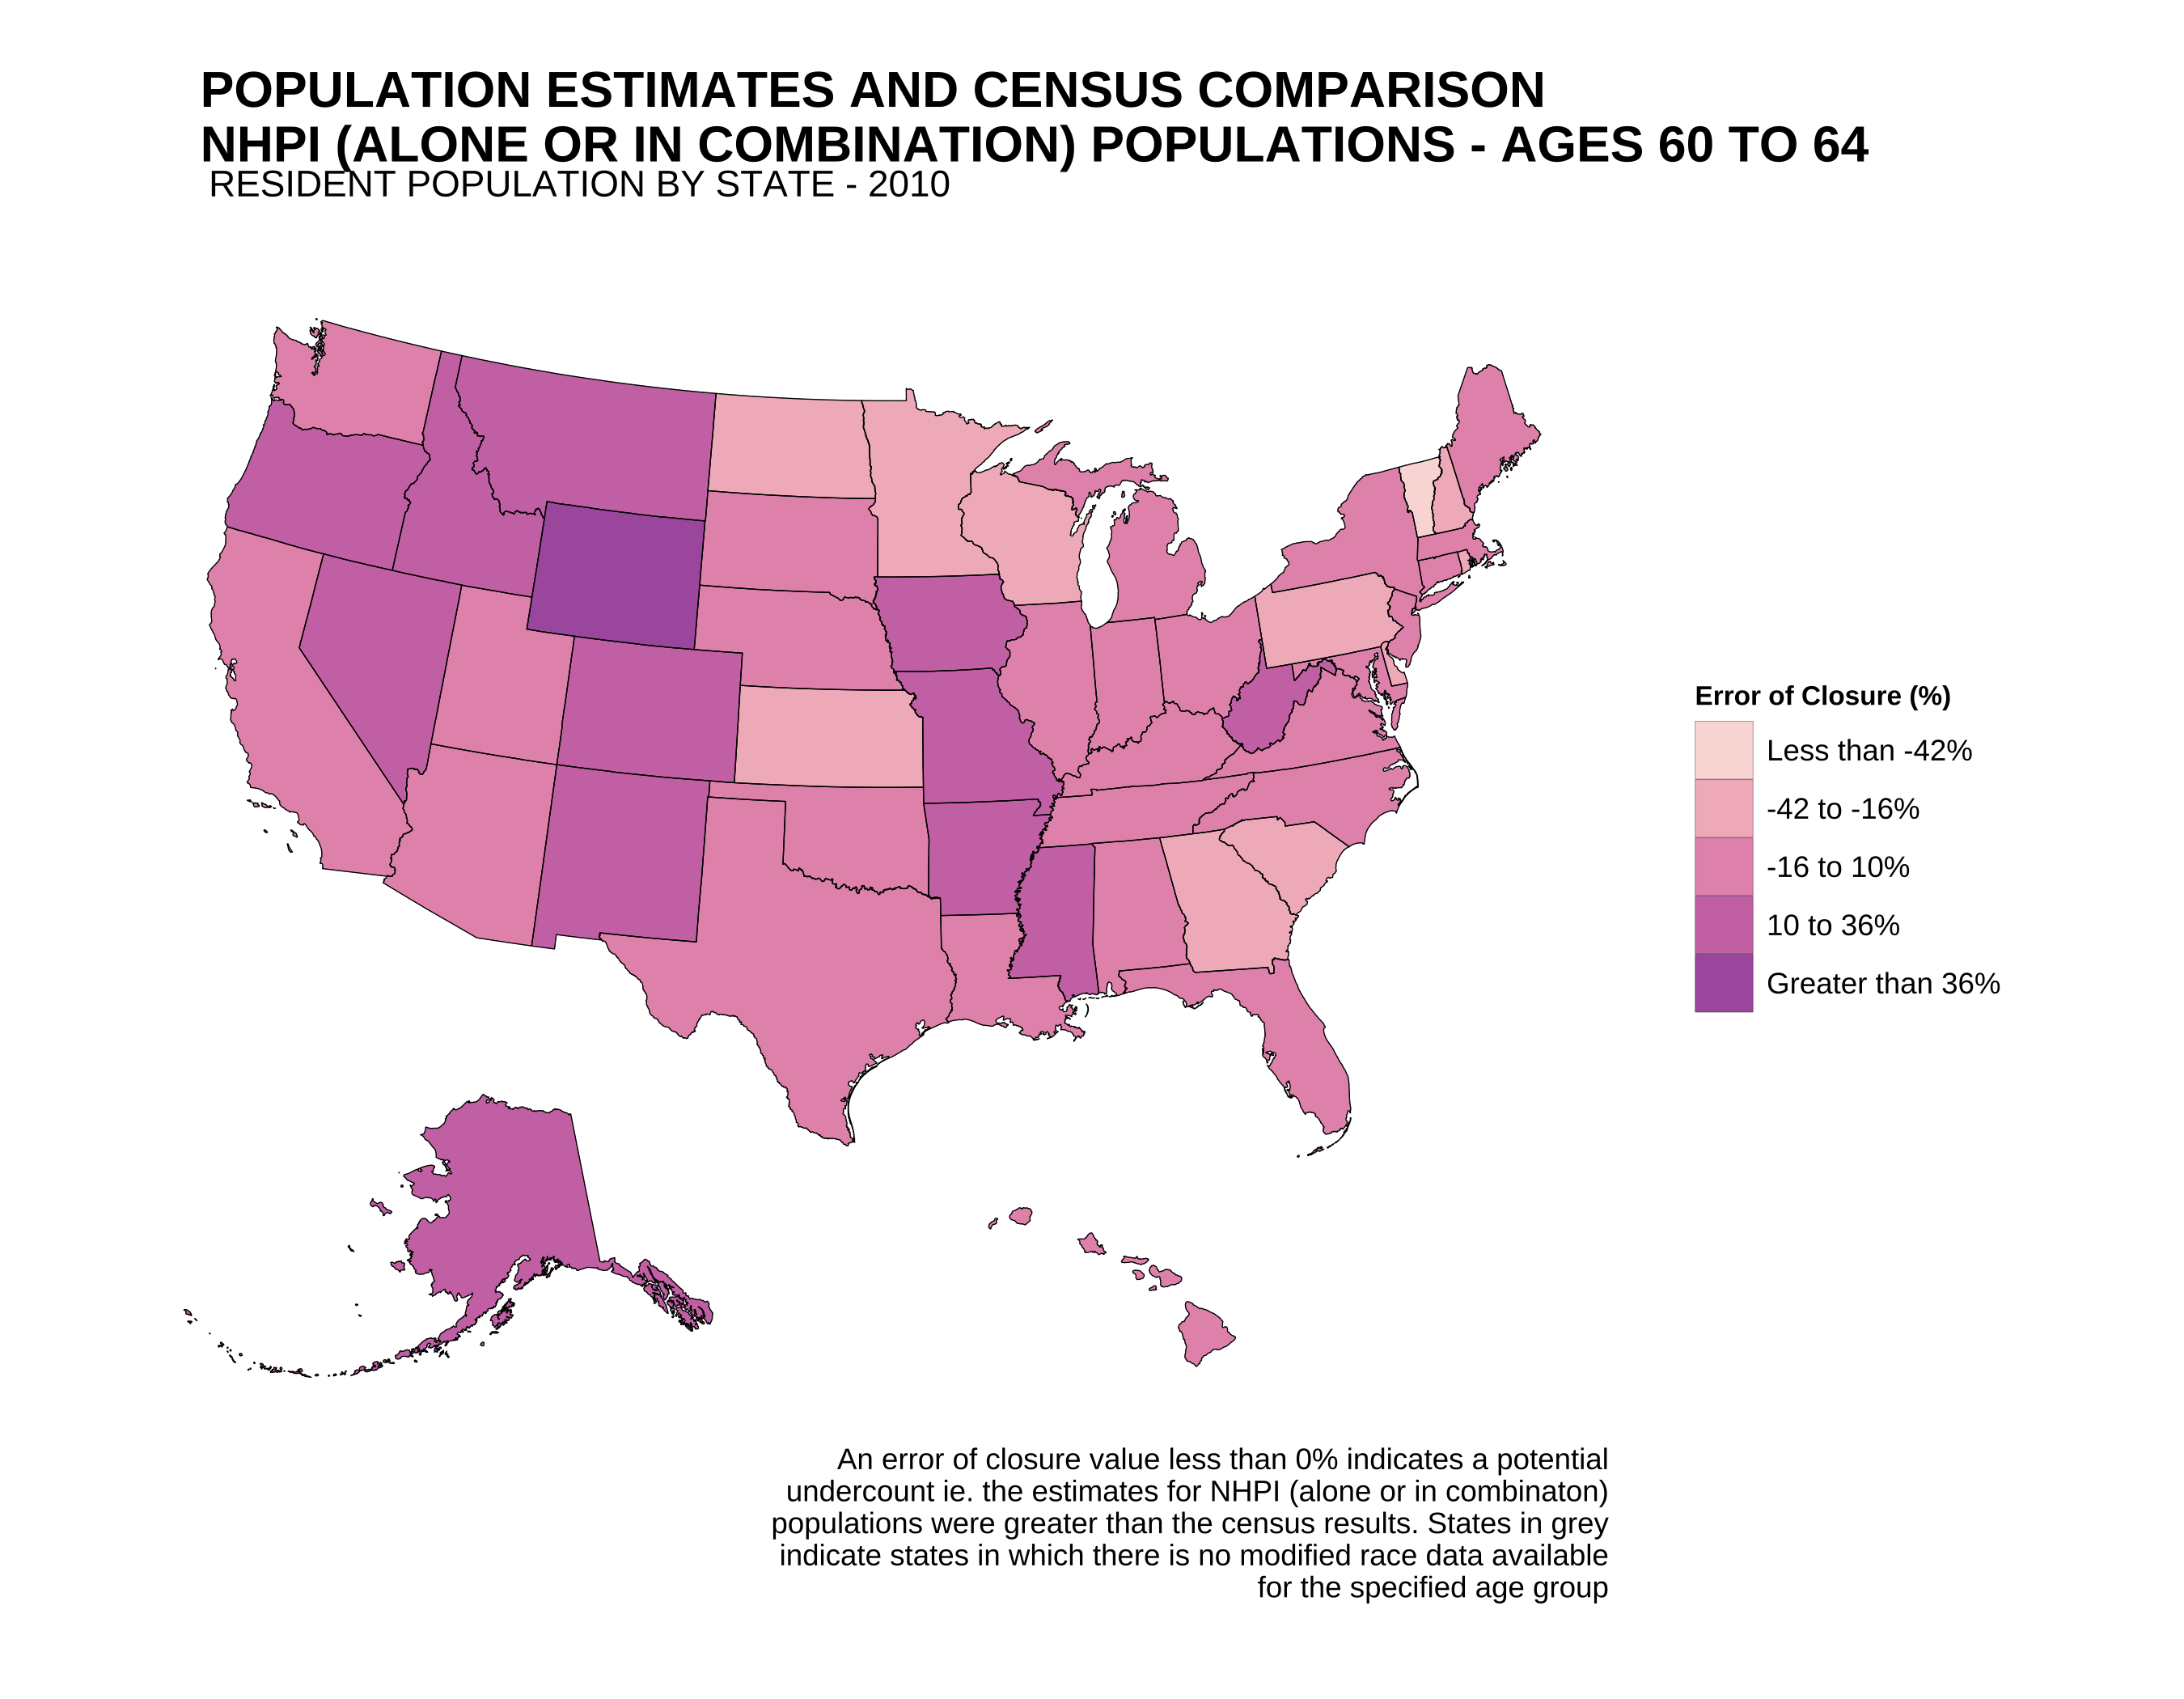 POPULATION ESTIMATES AND CENSUS COMPARISON
NHPI (ALONE OR IN COMBINATION) POPULATIONS - AGES 60 TO 64
RESIDENT POPULATION BY STATE - 2010
Error of Closure (%)
Less than -42%
-42 to -16%
-16 to 10%
10 to 36%
Greater than 36%
An error of closure value less than 0% indicates a potential
undercount ie. the estimates for NHPI (alone or in combinaton)
populations were greater than the census results. States in grey
indicate states in which there is no modified race data available
for the specified age group